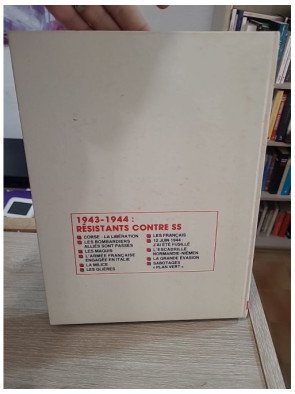 1943-1944 :
RÉSISTANTS CONTRE SS
CORSE : LA LIBÉRATION
LES BOMBARDIERS
ALLIÉS SONT PASSÉS
LES MAQUIS
L'ARMÉE FRANÇAISE
ENGAGÉE EN ITALIE
LA MILICE
LES GLIÈRES
LES FRANÇAIS
12 JUIN 1944 :
J'AI ÉTÉ FUSILLÉ
L'ESCADRILLE
NORMANDIE-NIÉMEN
LA GRANDE ÉVASION
SABOTAGES :
« PLAN VERT »